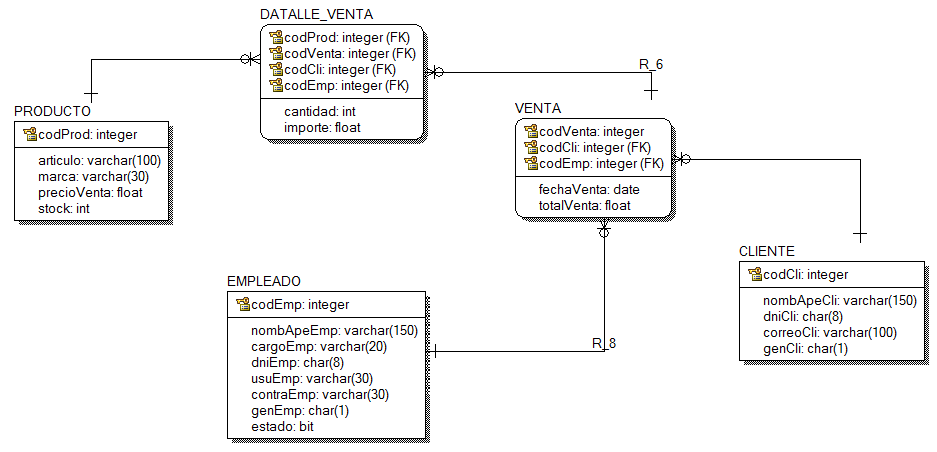 DATALLE_VENTA
codProd: integer (FK)
codVenta: integer (FK)
codCli: integer (FK)
codEmp: integer (FK)
cantidad: int
importe: float
R_6
PRODUCTO
codProd: integer
articulo: varchar(100)
marca: varchar(30)
precioVenta: float
stock: int
VENTA
codVenta: integer
codCli: integer (FK)
codEmp: integer (FK)
fechaVenta: date
totalVenta: float
CLIENTE
codCli: integer
nombApeCli: varchar(150)
dniCli: char(8)
correoCli: varchar(100)
genCli: char(1)
EMPLEADO
codEmp: integer
nombApeEmp: varchar(150)
cargoEmp: varchar(20)
dniEmp: char(8)
usuEmp: varchar(30)
contraEmp: varchar(30)
genEmp: char(1)
estado: bit
R_8